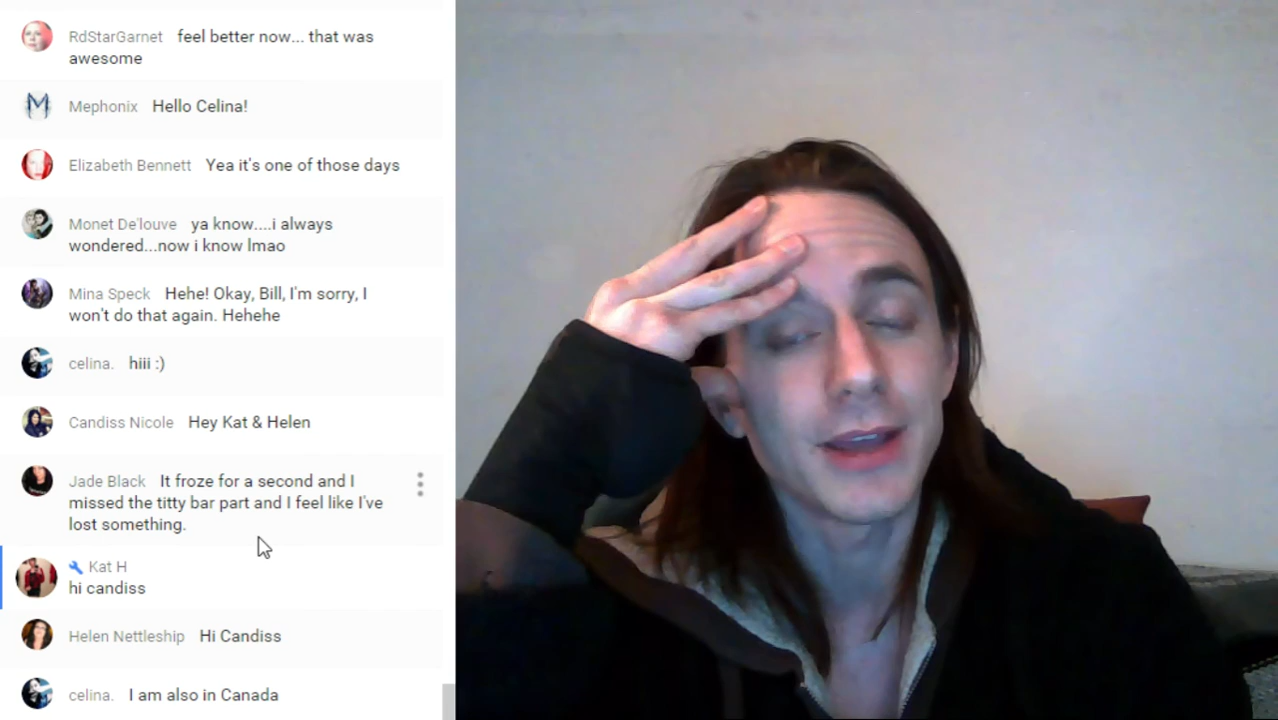 RdStarGarnet feel better now... that was
awesome
M
Mephonix Hello Celina!
Elizabeth Bennett Yea it's one of those days
Monet De'louve ya know....i always
wondered...now i know lmao
Mina Speck Hehe! Okay, Bill, I'm sorry, I
won't do that again. Hehehe
celina. hiii :)
Candiss Nicole Hey Kat & Helen
Jade Black It froze for a second and I
missed the titty bar part and I feel like I've
lost something.
Kat H
hi candiss
Helen Nettleship Hi Candiss
celina. I am also in Canada